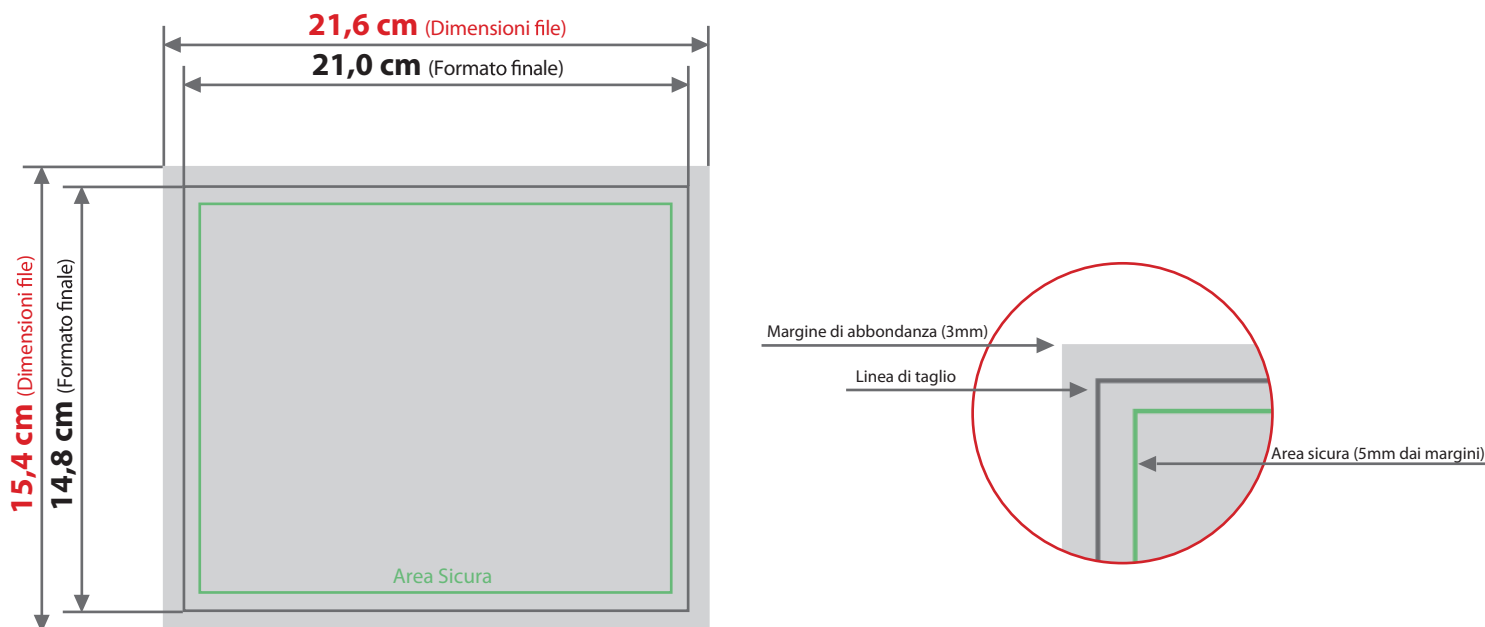 21,6 cm (Dimensioni file)
21,0 cm (Formato finale)
15,4 cm (Dimensioni file)
14,8 cm (Formato finale)
Area Sicura
Margine di abbondanza (3mm)
Linea di taglio
Area sicura (5mm dai margini)